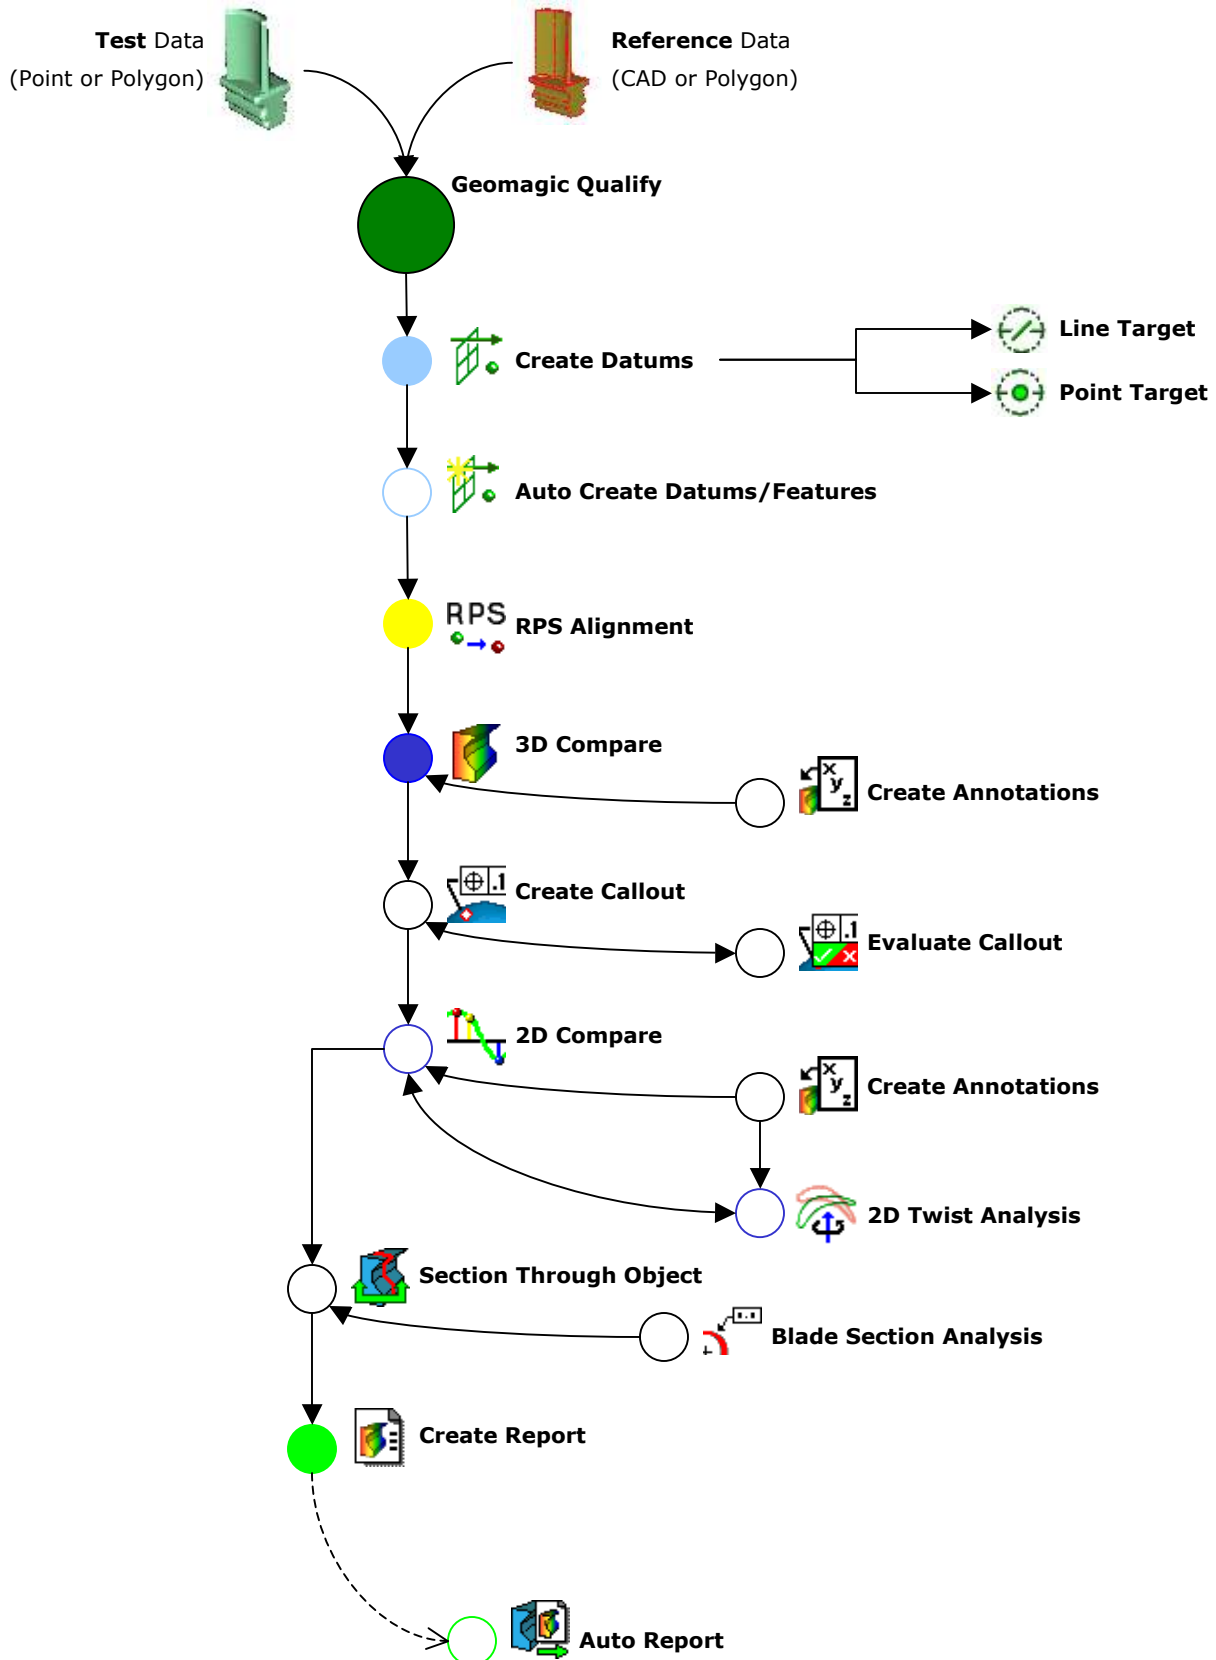 Test Data
(Point or Polygon)
Reference Data
(CAD or Polygon)
Geomagic Qualify
Create Datums
Line Target
Point Target
Auto Create Datums/Features
RPS
RPS Alignment
3D Compare
x
y
z
Create Annotations
.1
Create Callout
.1
Evaluate Callout
2D Compare
x
y
z
Create Annotations
2D Twist Analysis
Section Through Object
Blade Section Analysis
Create Report
Auto Report